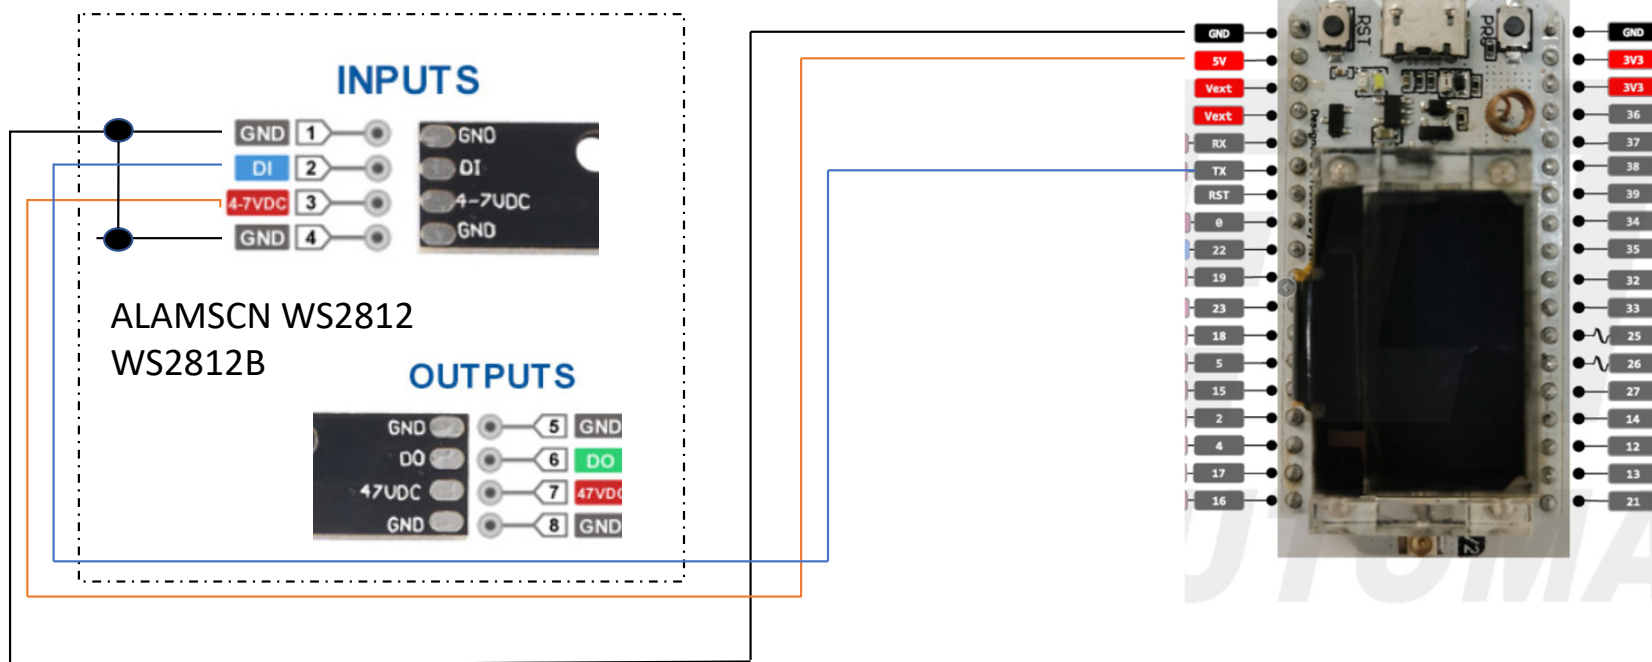 INPUTS
GND 1
DI 2
4-7VDC 3
GND 4
GND
DI
4-7VDC
GND
ALAMSCN WS2812
WS2812B
OUTPUTS
GND
DO
47VDC
GND
5 GND
6 DO
7 47VDC
8 GND
GND
5V
Vext
Vext
RX
TX
RST
0
22
19
23
18
5
15
2
4
17
16
RST
PRG
GND
3V3
3V3
36
37
38
39
34
35
32
33
25
26
27
14
12
13
21
V2